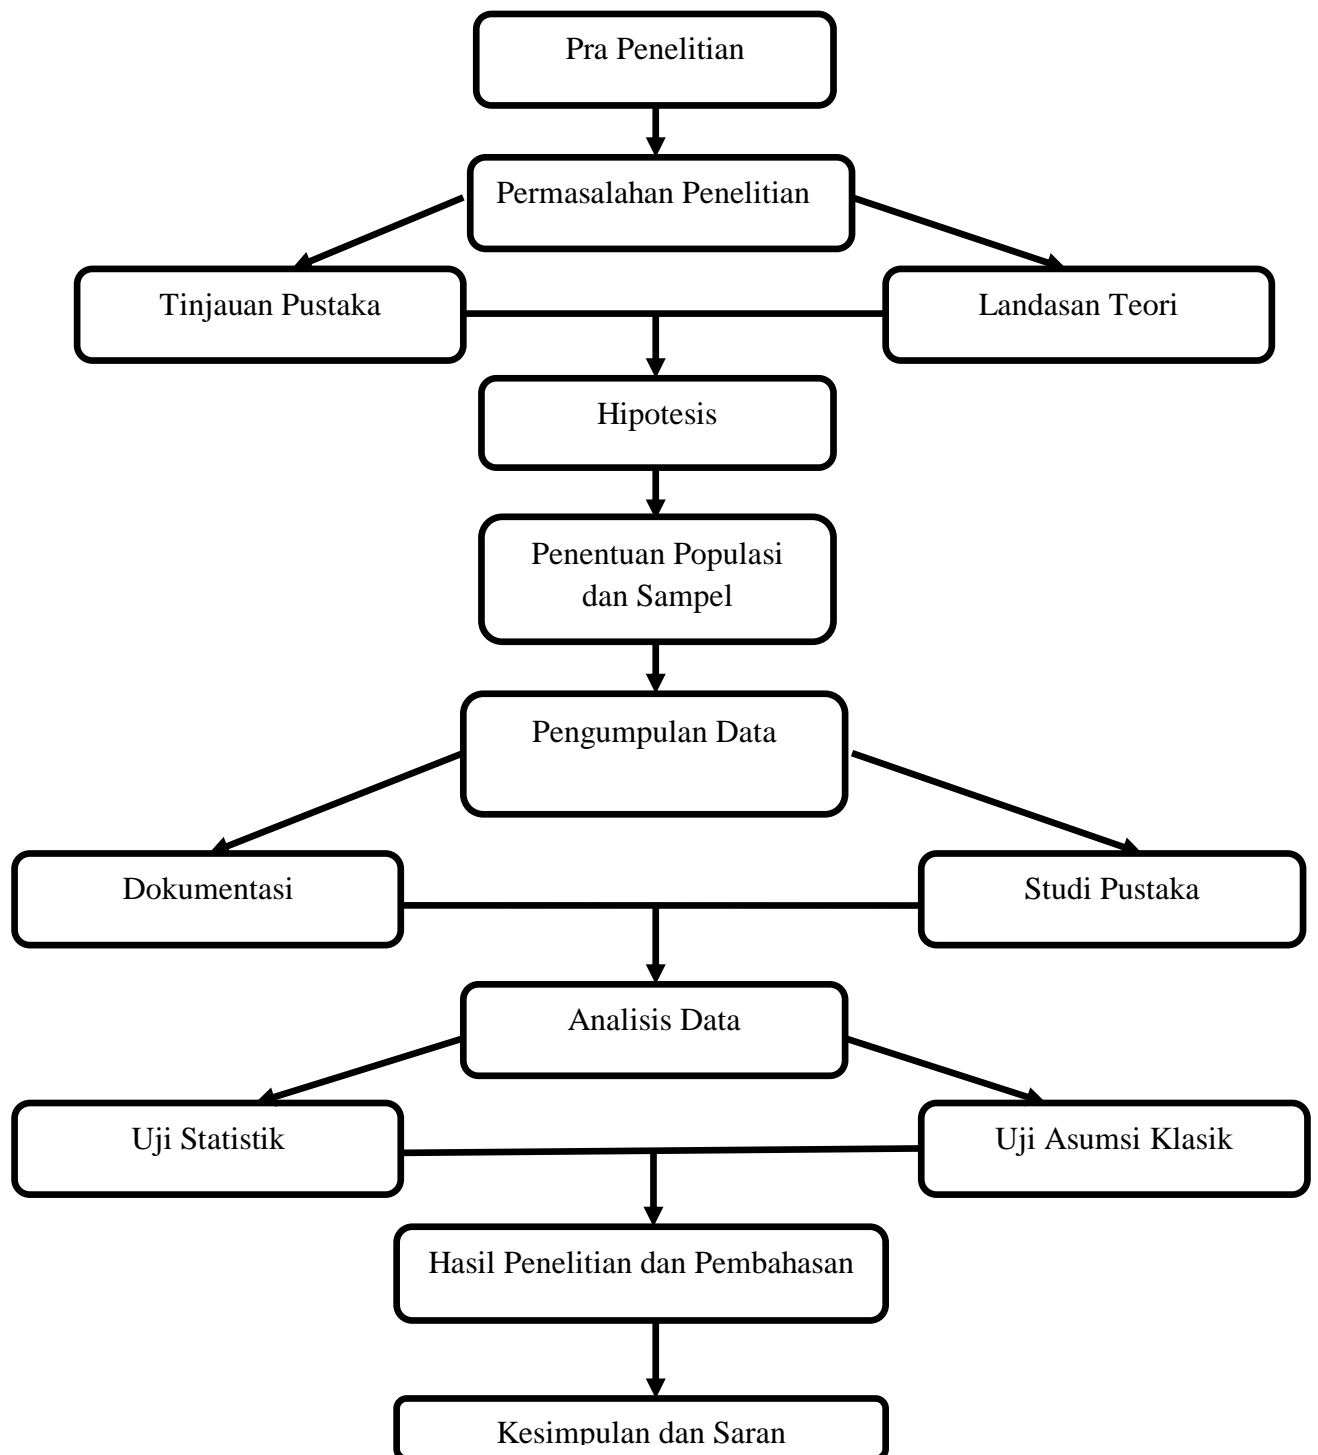 Pra Penelitian
Permasalahan Penelitian
Tinjauan Pustaka
Landasan Teori
Hipotesis
Penentuan Populasi
dan Sampel
Pengumpulan Data
Dokumentasi
Studi Pustaka
Analisis Data
Uji Statistik
Uji Asumsi Klasik
Hasil Penelitian dan Pembahasan
Kesimpulan dan Saran